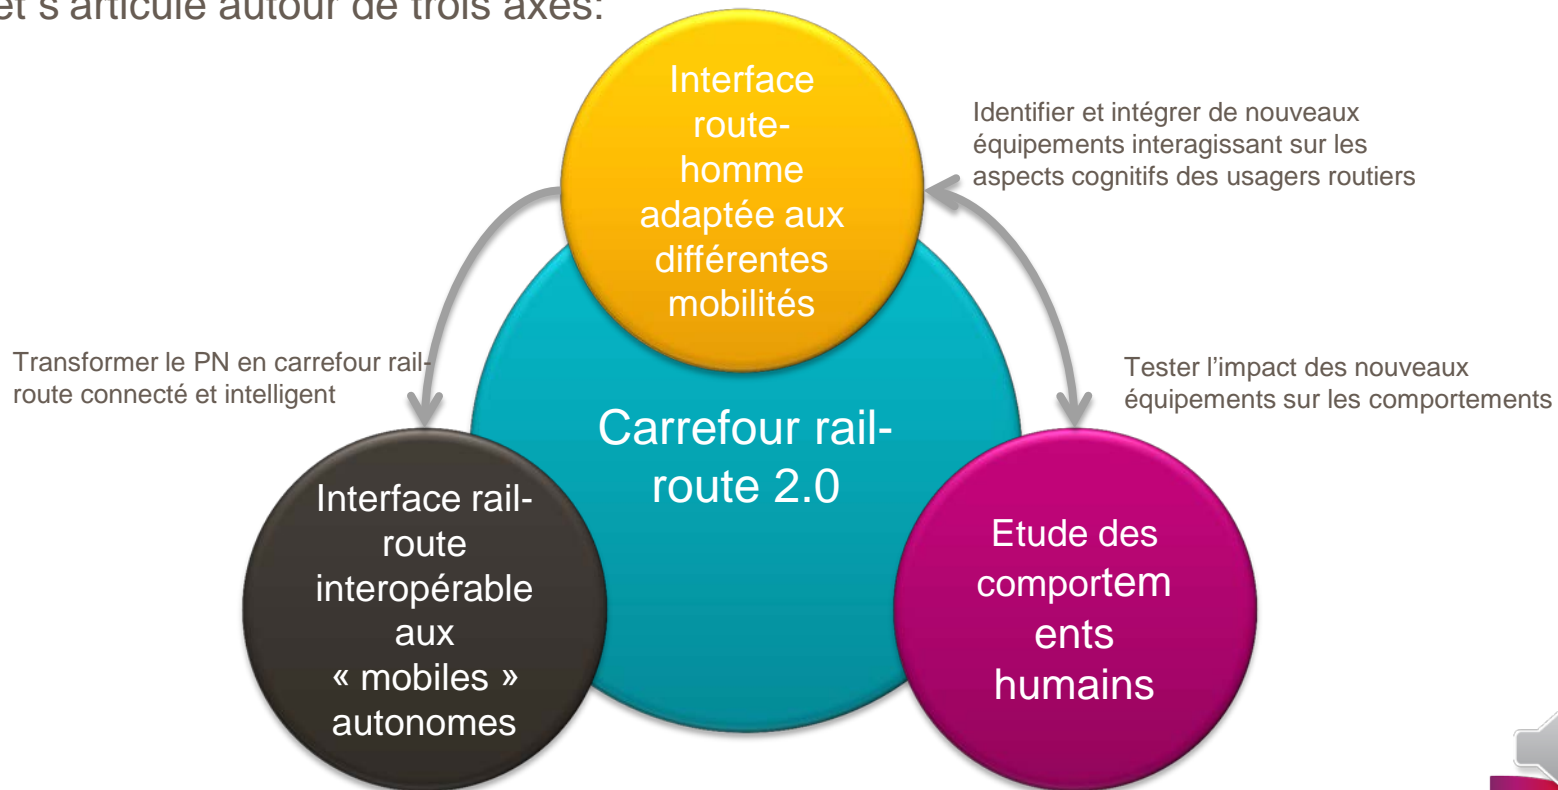 et s'articule autour de trois axes:
Interface
route-
homme
adaptée aux
différentes
mobilités
Identifier et intégrer de nouveaux
équipements interagissant sur les
aspects cognitifs des usagers routiers
Transformer le PN en carrefour rail-
route connecté et intelligent
Tester l’impact des nouveaux
équipements sur les comportements
Carrefour rail-
route 2.0
Interface rail-
route
interopérable
aux
« mobiles »
autonomes
Etude des
comportem
ents
humains